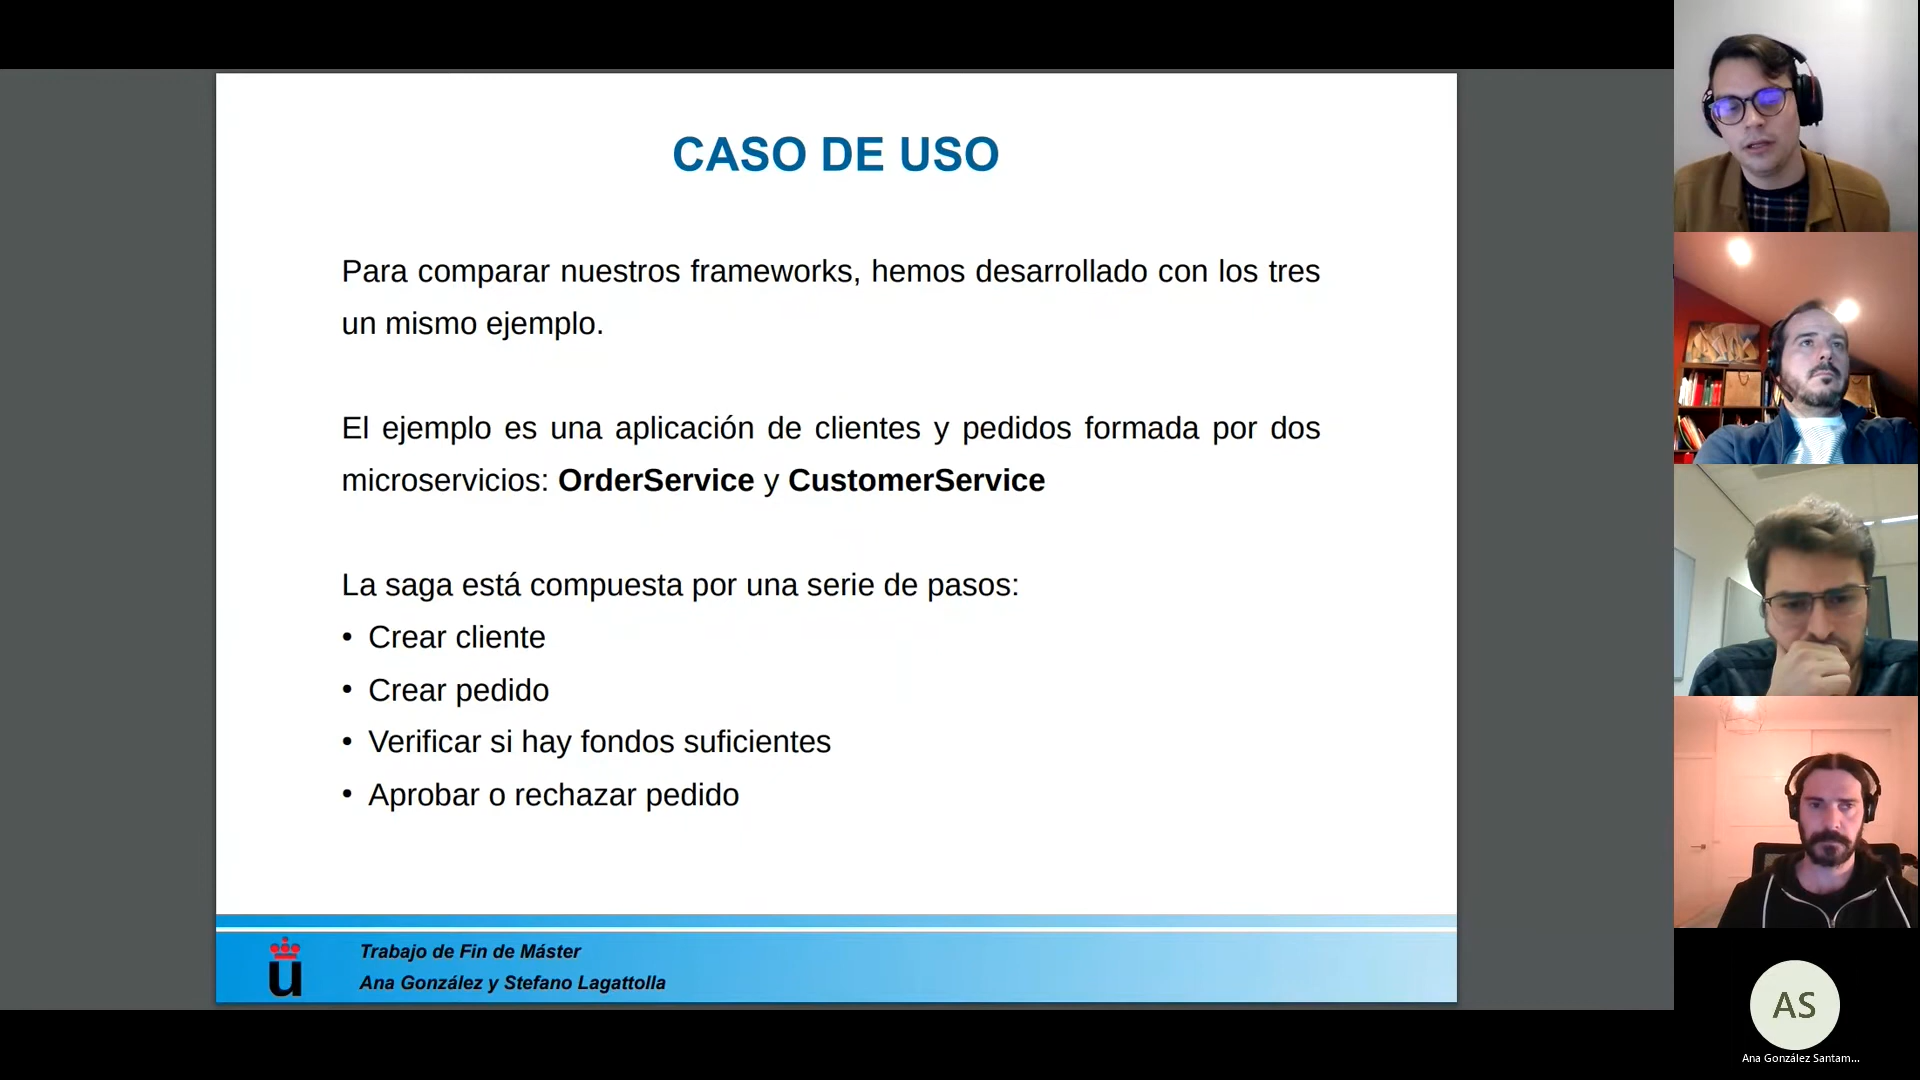 CASO DE USO
Para comparar nuestros frameworks, hemos desarrollado con los tres
un mismo ejemplo.
El ejemplo es una aplicación de clientes y pedidos formada por dos
microservicios: OrderService y CustomerService
La saga está compuesta por una serie de pasos:
• Crear cliente
• Crear pedido
• Verificar si hay fondos suficientes
• Aprobar o rechazar pedido
u
Trabajo de Fin de Máster
Ana González y Stefano Lagattolla
AS
Ana González Santam...